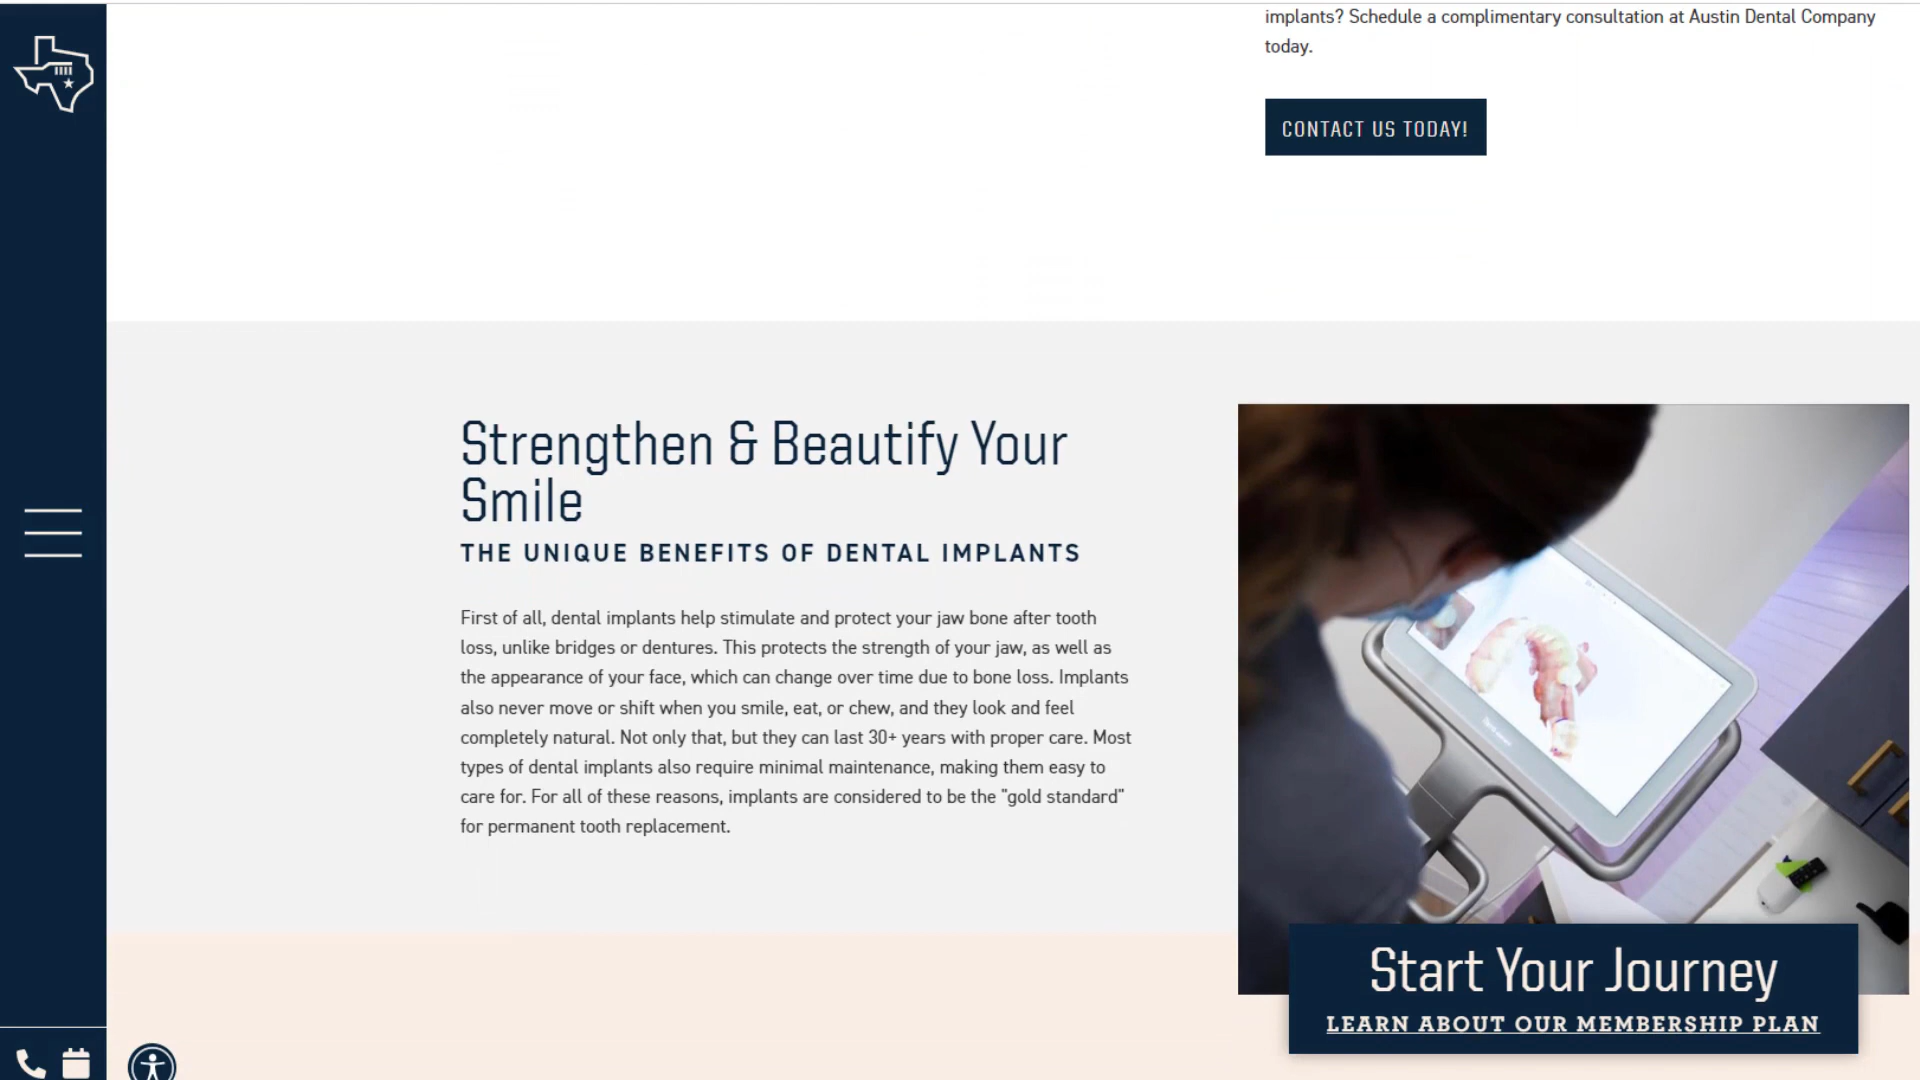 implants? Schedule a complimentary consultation at Austin Dental Company
today.
CONTACT US TODAY!
Strengthen & Beautify Your
Smile
THE UNIQUE BENEFITS OF DENTAL IMPLANTS
First of all, dental implants help stimulate and protect your jaw bone after tooth
loss, unlike bridges or dentures. This protects the strength of your jaw, as well as
the appearance of your face, which can change over time due to bone loss. Implants
also never move or shift when you smile, eat, or chew, and they look and feel
completely natural. Not only that, but they can last 30+ years with proper care. Most
types of dental implants also require minimal maintenance, making them easy to
care for. For all of these reasons, implants are considered to be the "gold standard"
for permanent tooth replacement.
Start Your Journey
LEARN ABOUT OUR MEMBERSHIP PLAN